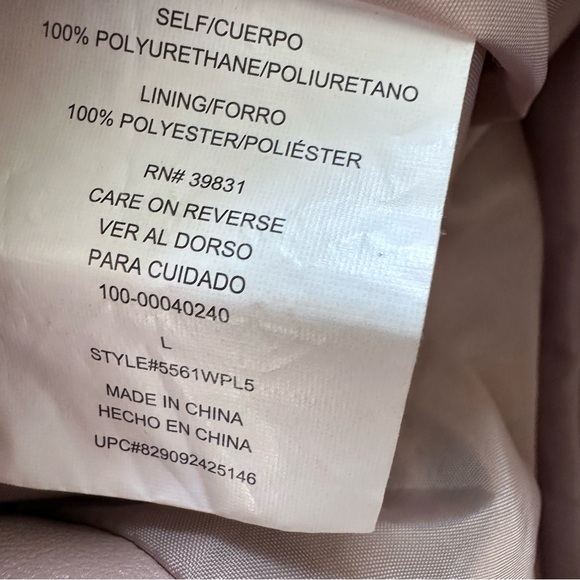 SELF/CUERPO
100% POLYURETHANE/POLIURETANO
LINING/FORRO
100% POLYESTER/POLIÉSTER
RN# 39831
CARE ON REVERSE
VER AL DORSO
PARA CUIDADO
100-00040240
L
STYLE#5561WPL5
MADE IN CHINA
HECHO EN CHINA
UPC#829092425146